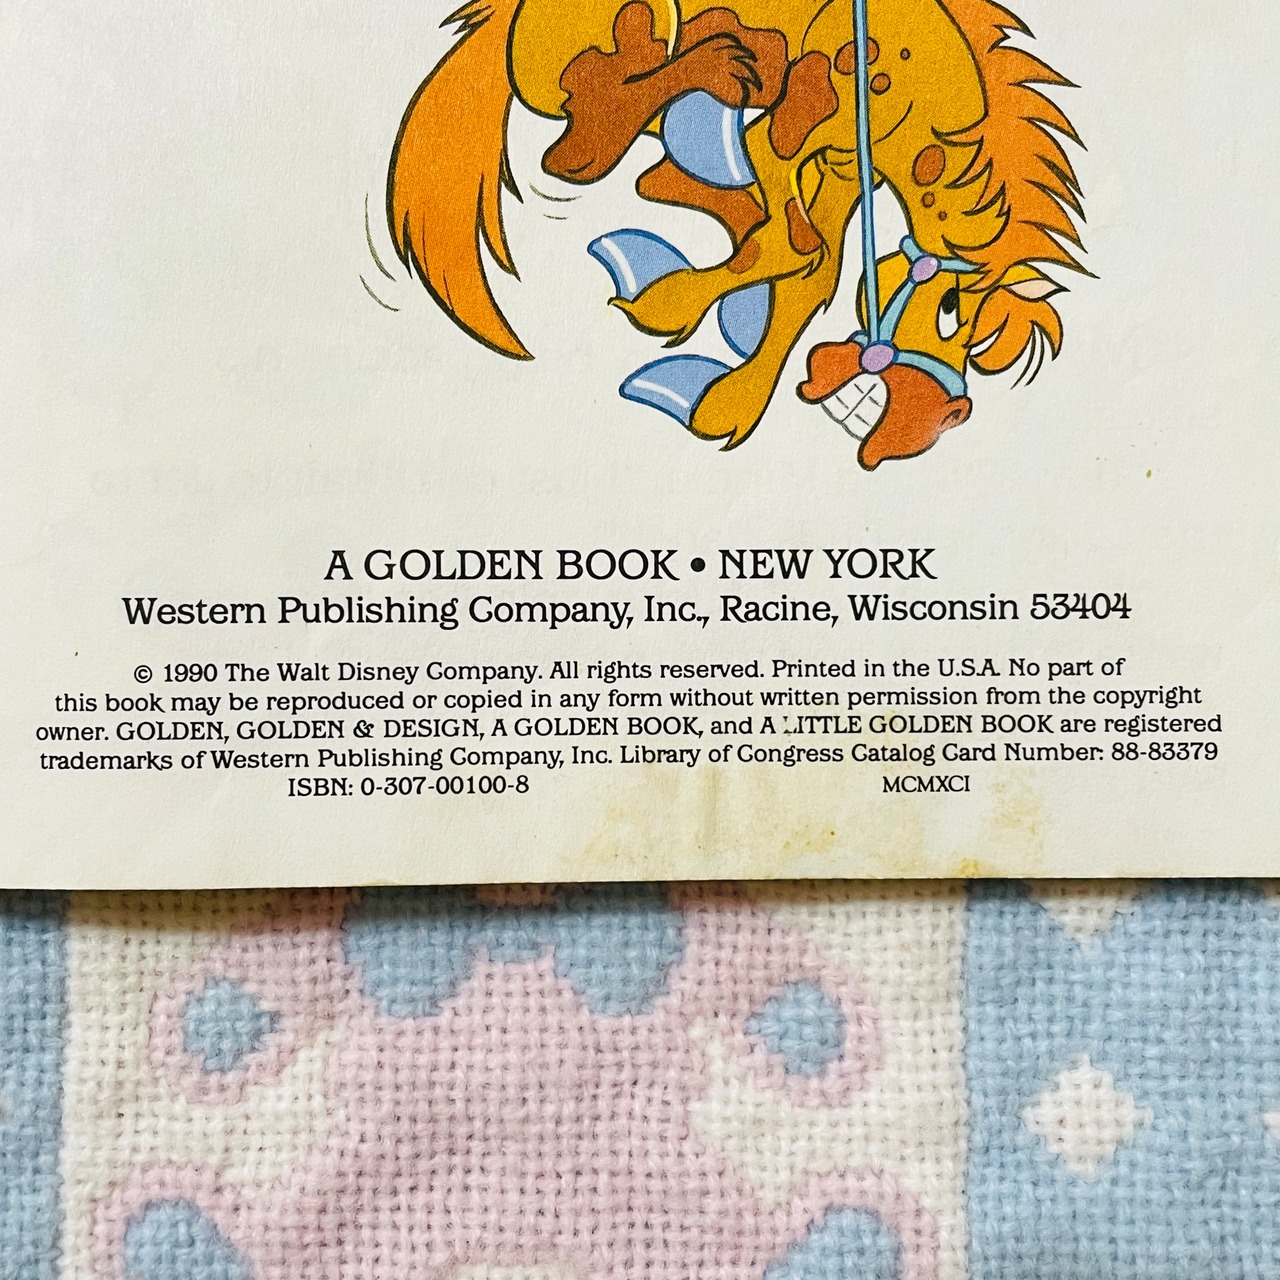 A GOLDEN BOOK • NEW YORK
Western Publishing Company, Inc., Racine, Wisconsin 53404
© 1990 The Walt Disney Company. All rights reserved. Printed in the U.S.A. No part of
this book may be reproduced or copied in any form without written permission from the copyright
owner. GOLDEN, GOLDEN & DESIGN, A GOLDEN BOOK, and A LITTLE GOLDEN BOOK are registered
trademarks of Western Publishing Company, Inc. Library of Congress Catalog Card Number: 88-83379
ISBN: 0-307-00100-8 MCMXCI